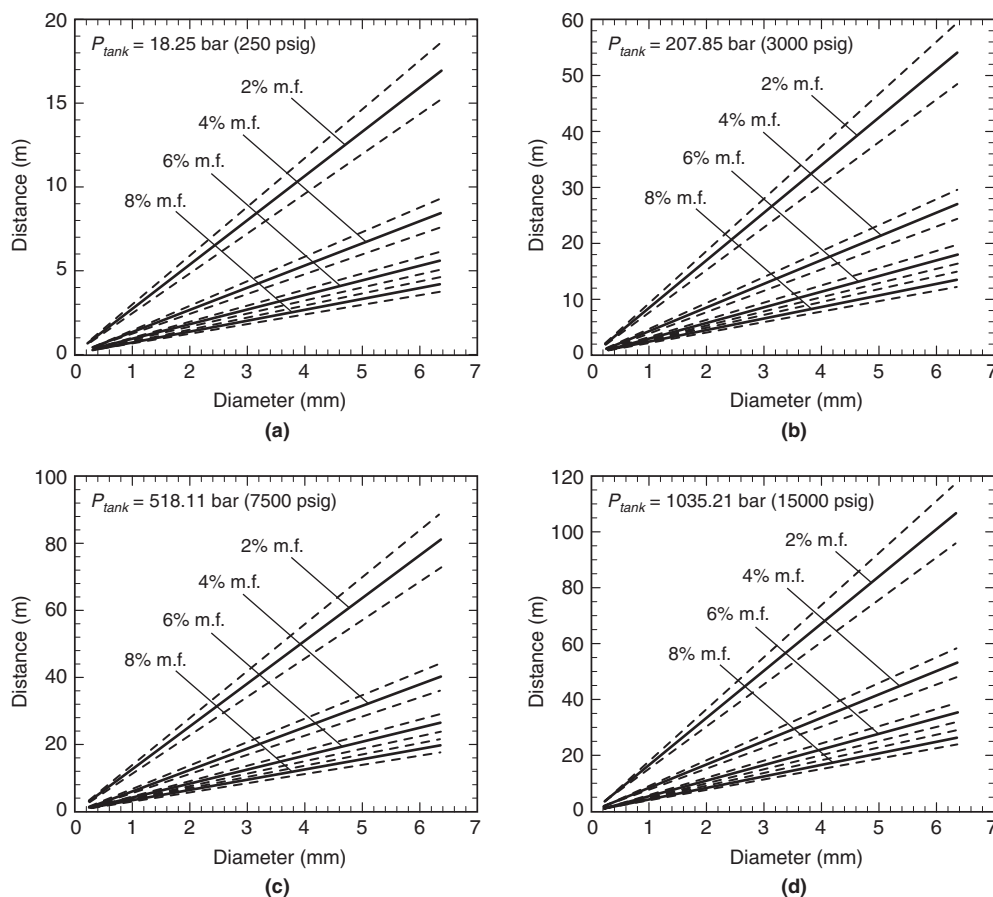 P_tank = 18.25 bar (250 psig)
2% m.f.
4% m.f.
6% m.f.
8% m.f.
Distance (m)
20
15
10
5
0
0 1 2 3 4 5 6 7
Diameter (mm)
(a)
P_tank = 207.85 bar (3000 psig)
2% m.f.
4% m.f.
6% m.f.
8% m.f.
Distance (m)
60
50
40
30
20
10
0
0 1 2 3 4 5 6 7
Diameter (mm)
(b)
P_tank = 518.11 bar (7500 psig)
2% m.f.
4% m.f.
6% m.f.
8% m.f.
Distance (m)
100
80
60
40
20
0
0 1 2 3 4 5 6 7
Diameter (mm)
(c)
P_tank = 1035.21 bar (15000 psig)
2% m.f.
4% m.f.
6% m.f.
8% m.f.
Distance (m)
120
100
80
60
40
20
0
0 1 2 3 4 5 6 7
Diameter (mm)
(d)